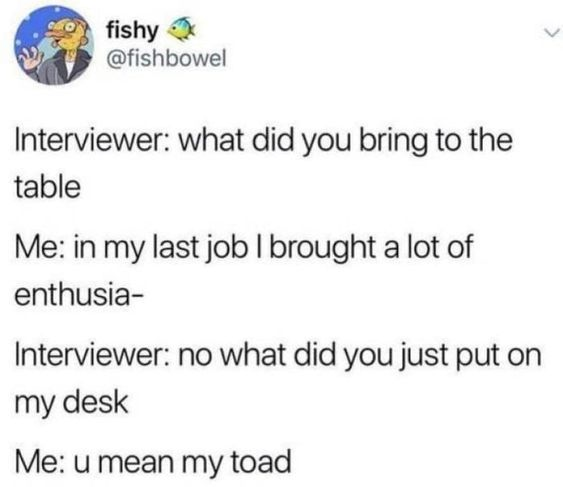 fishy 🐠
@fishbowel
Interviewer: what did you bring to the
table
Me: in my last job I brought a lot of
enthusia-
Interviewer: no what did you just put on
my desk
Me: u mean my toad